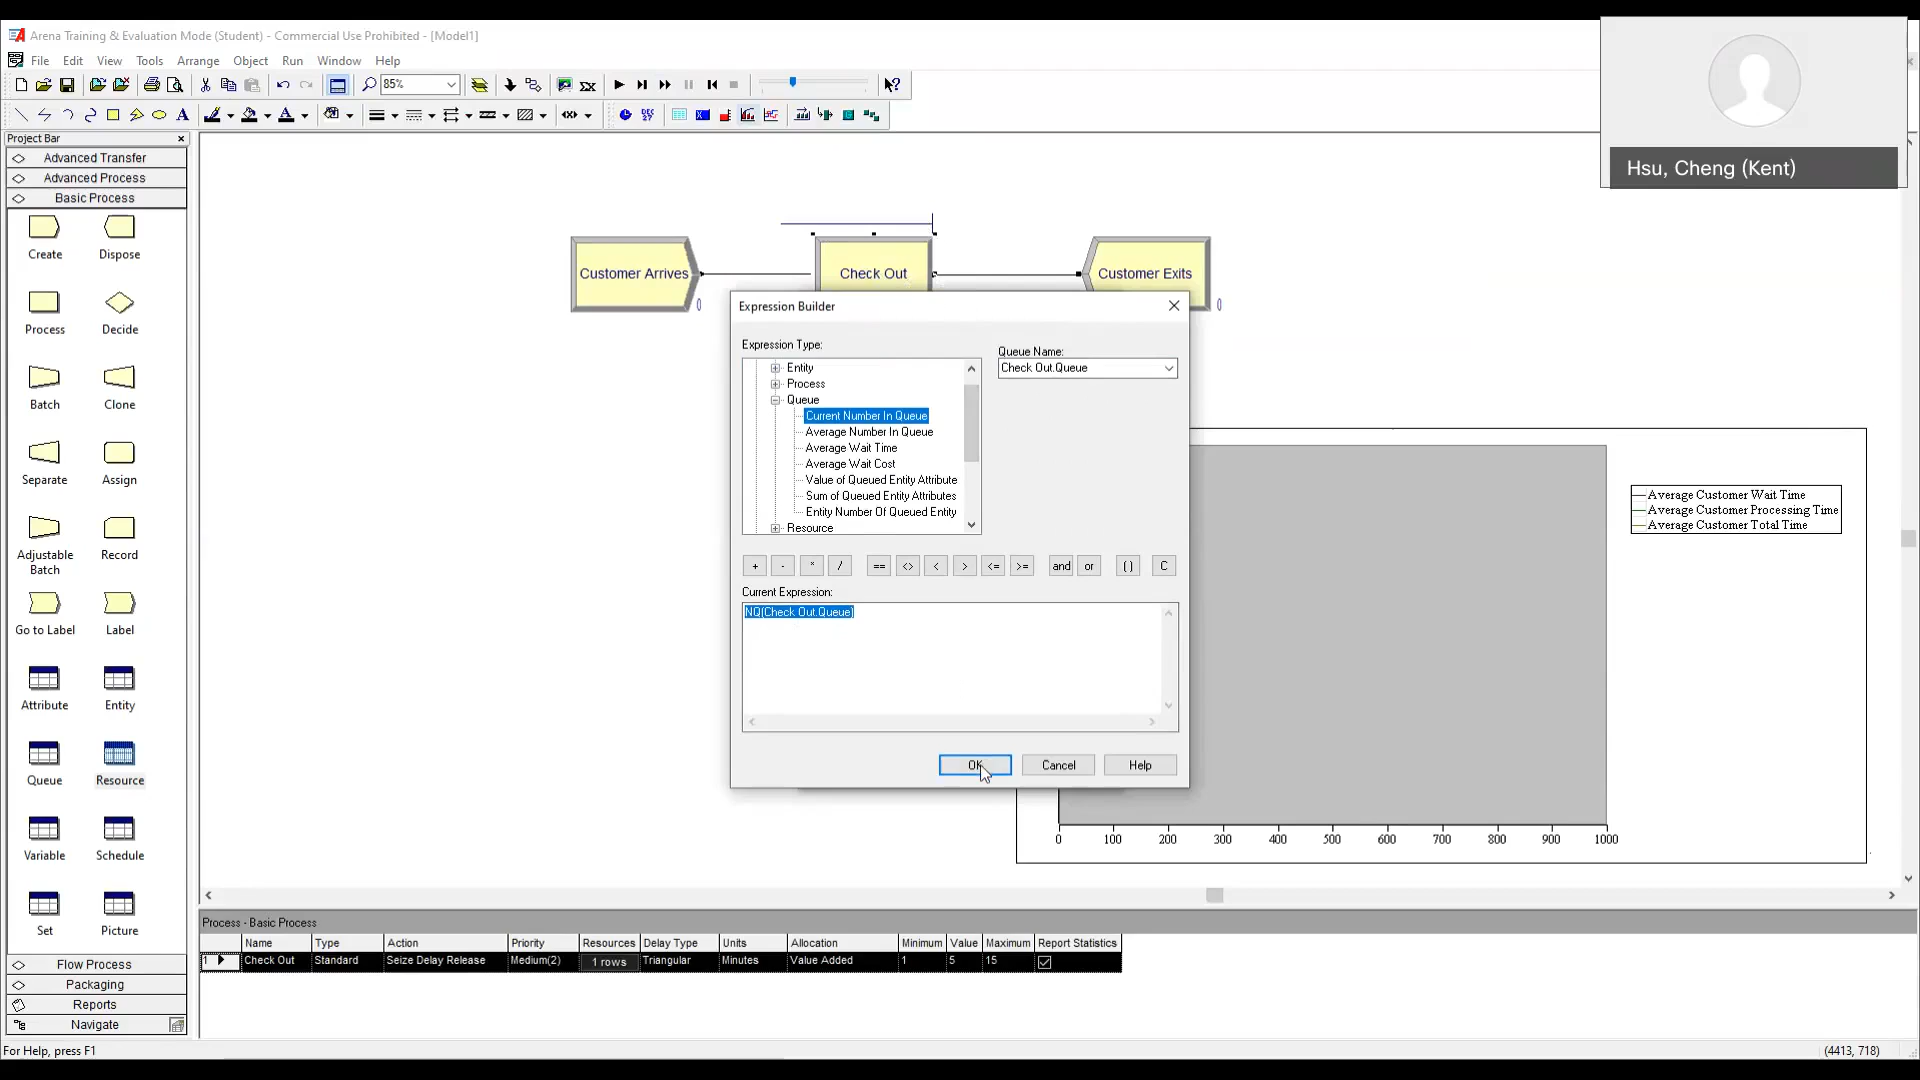 Arena Training & Evaluation Mode (Student) - Commercial Use Prohibited - [Model1]
File Edit View Tools Arrange Object Run Window Help
85%
Hsu, Cheng (Kent)
Project Bar
Advanced Transfer
Advanced Process
Basic Process
Create Dispose
Process Decide
Batch Clone
Separate Assign
Adjustable Batch Record
Go to Label Label
Attribute Entity
Queue Resource
Variable Schedule
Set Picture
Flow Process
Packaging
Reports
Navigate
Customer Arrives
0
Check Out
Customer Exits
0
Expression Builder
Expression Type:
Entity
Process
Queue
Current Number In Queue
Average Number In Queue
Average Wait Time
Average Wait Cost
Value of Queued Entity Attribute
Sum of Queued Entity Attributes
Entity Number Of Queued Entity
Resource
Queue Name:
Check Out.Queue
+ - * / == <> < > <= >= and or () C
Current Expression:
NQ(Check Out.Queue)
OK Cancel Help
Average Customer Wait Time
Average Customer Processing Time
Average Customer Total Time
0 100 200 300 400 500 600 700 800 900 1000
Process - Basic Process
Name Type Action Priority Resources Delay Type Units Allocation Minimum Value Maximum Report Statistics
1 Check Out Standard Seize Delay Release Medium(2) 1 rows Triangular Minutes Value Added 1 5 15
For Help, press F1
(4413, 718)